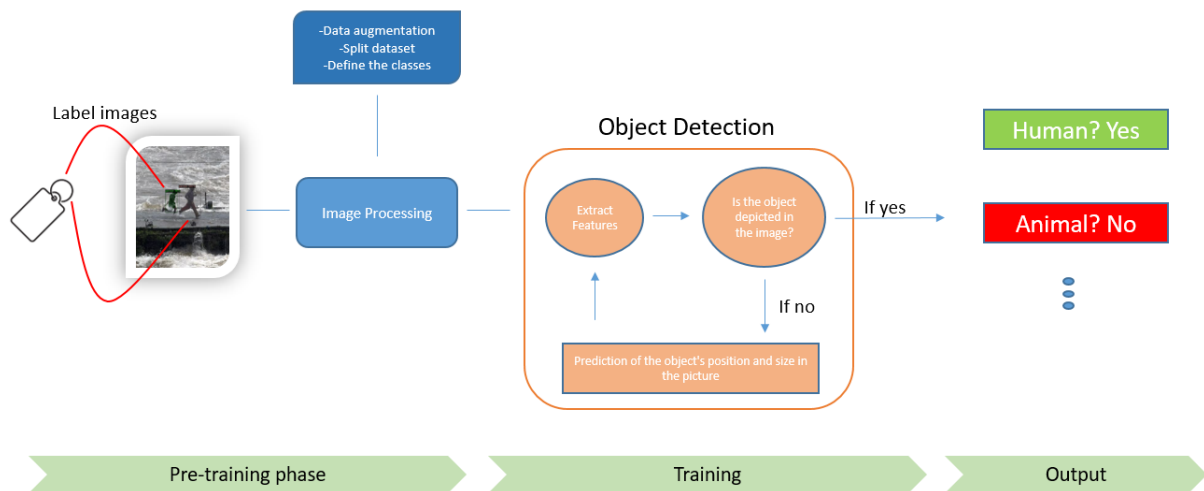 -Data augmentation
-Split dataset
-Define the classes
Label images
Image Processing
Object Detection
Extract
Features
Is the object
depicted in
the image?
If yes
If no
Prediction of the object's position and size in
the picture
Human? Yes
Animal? No
Pre-training phase
Training
Output